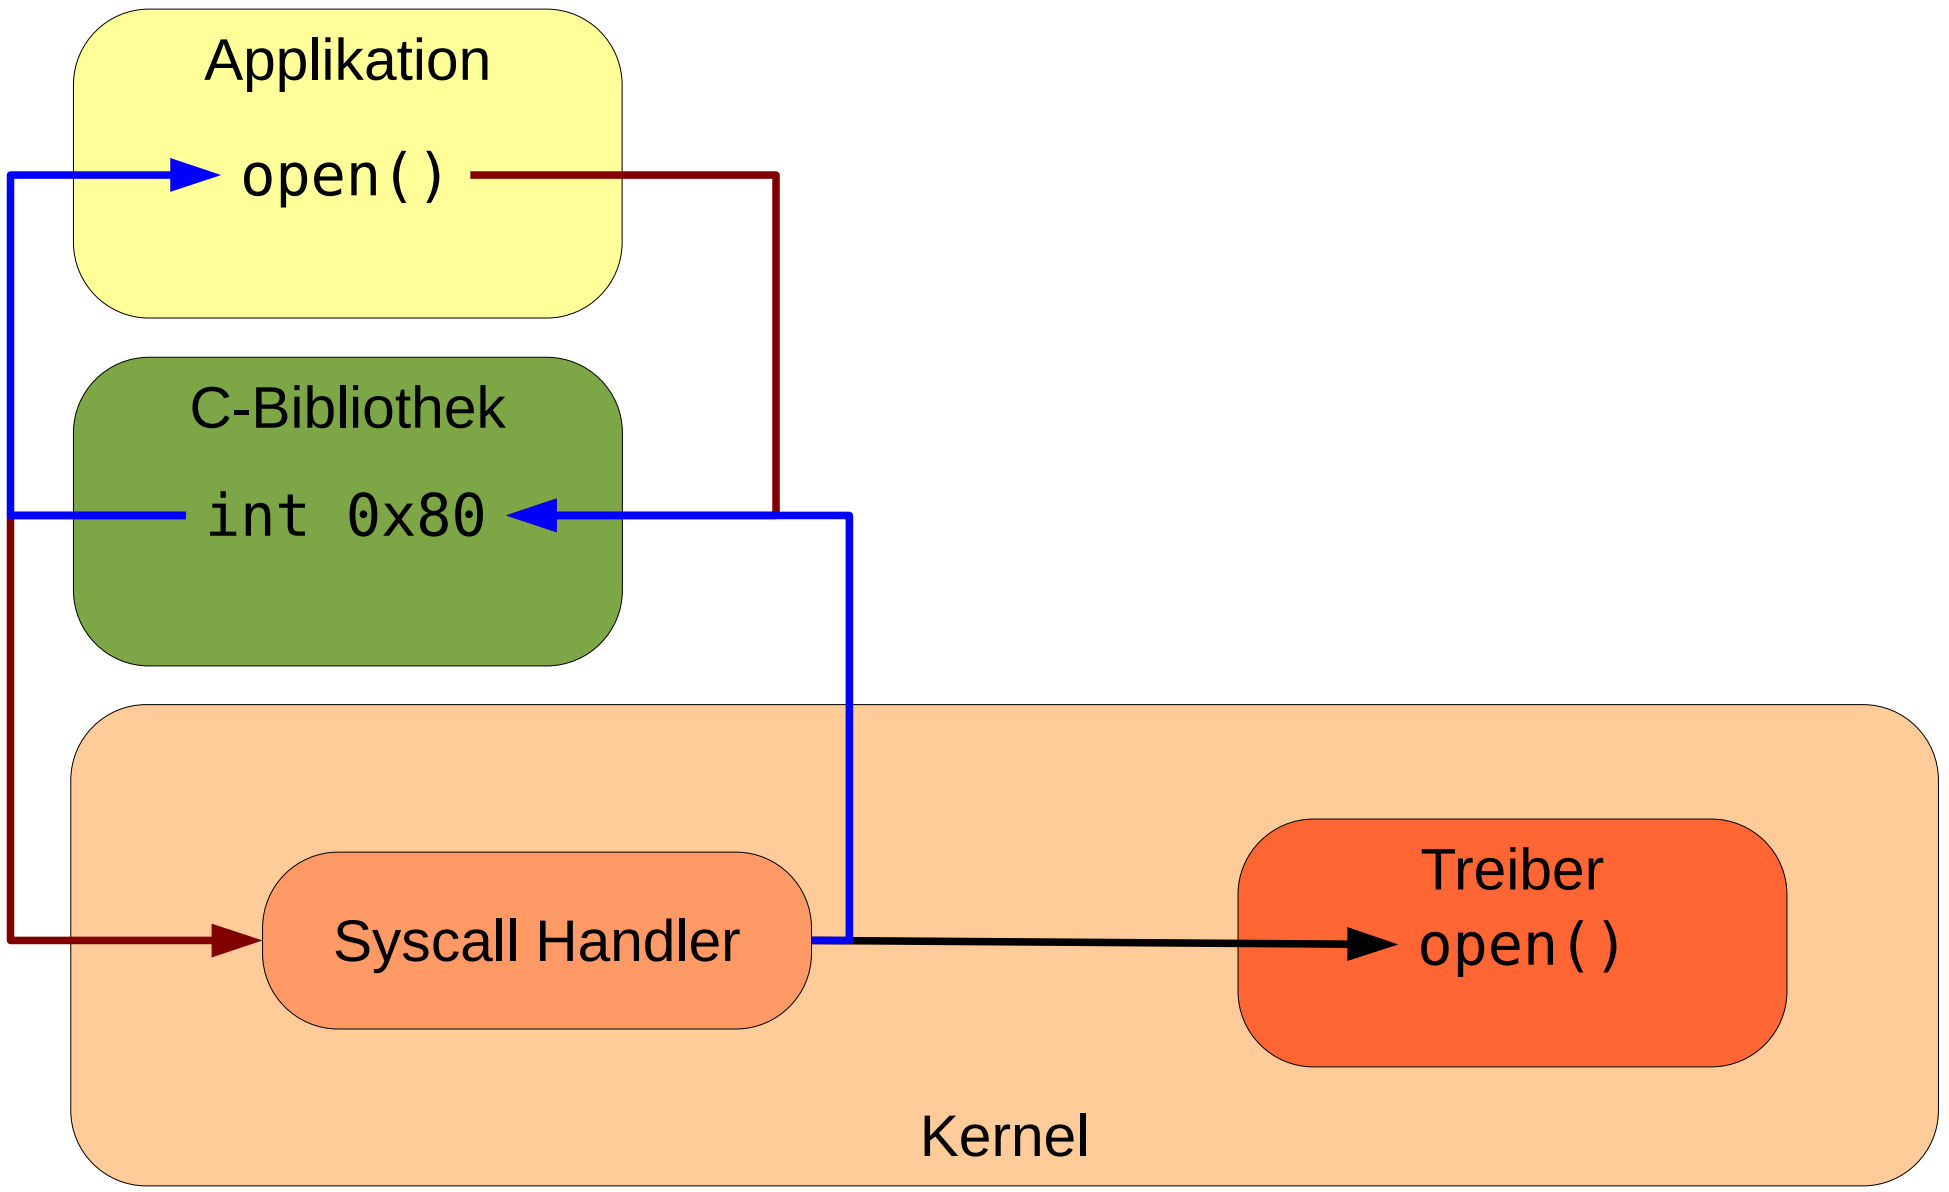 Applikation
open()
C-Bibliothek
int 0x80
Treiber
open()
Syscall Handler
Kernel